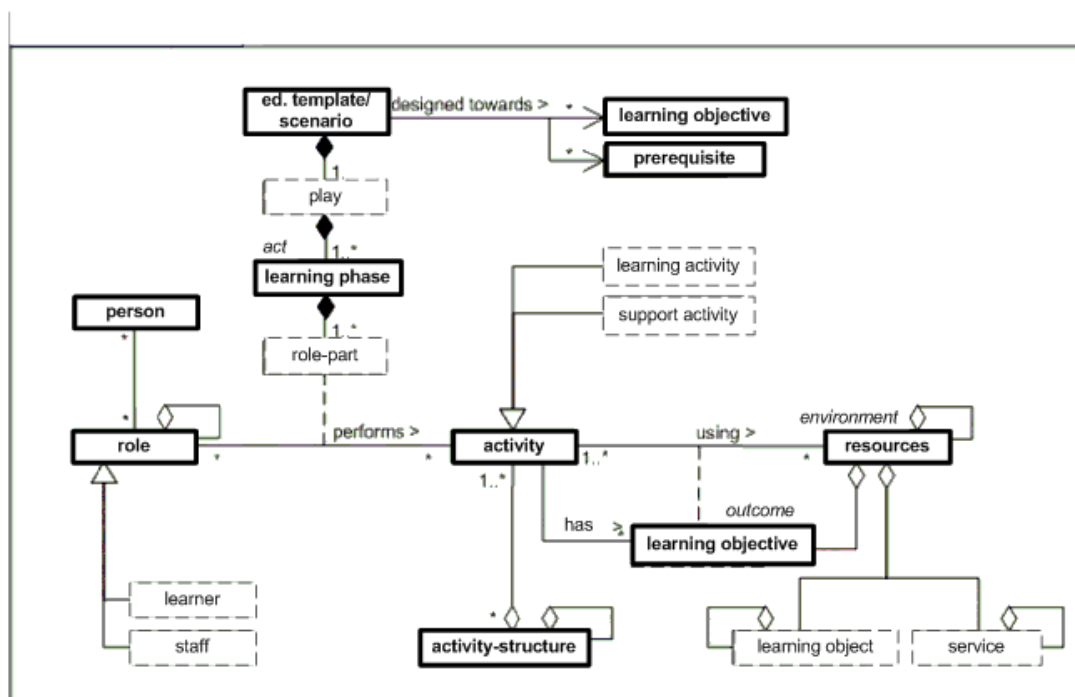 ed. template/
scenario
designed towards >
*
learning objective
*
prerequisite
1.
play
act
1..*
learning phase
learning activity
support activity
person
*
1..*
role-part
*
role
performs >
*
*
activity
1..*
using >
*
environment
resources
1..*
has >
*
outcome
learning objective
learner
staff
*
activity-structure
learning object
service